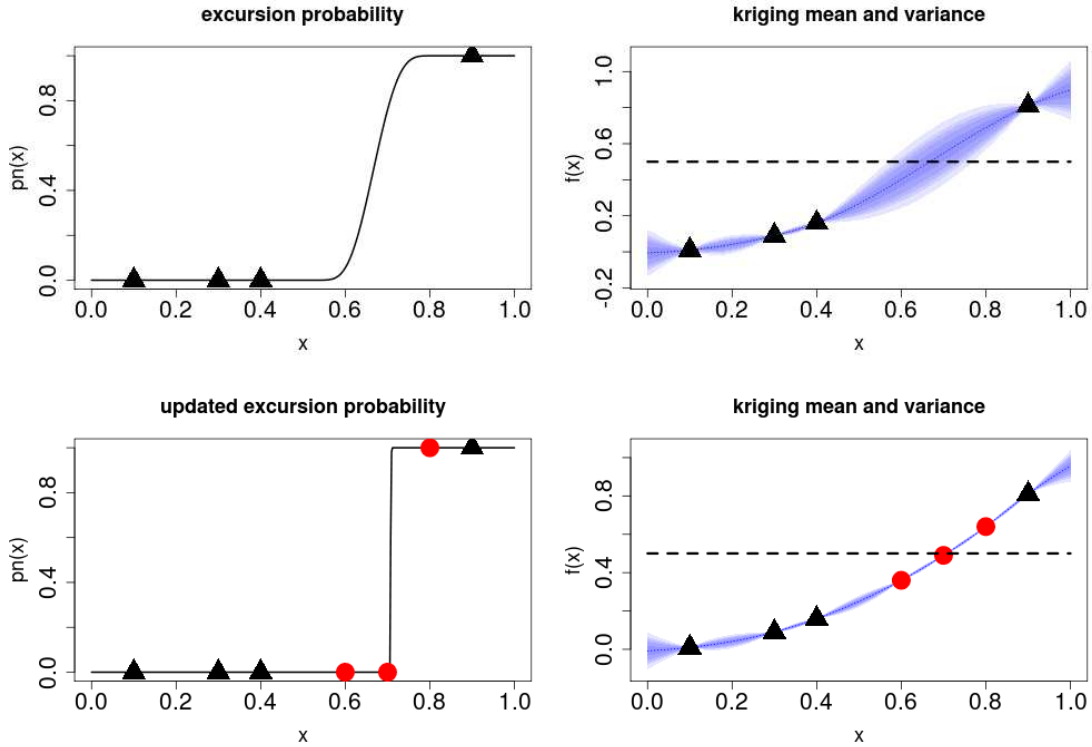 excursion probability
pn(x)
0.8
0.4
0.0
0.0 0.2 0.4 0.6 0.8 1.0
x
kriging mean and variance
f(x)
1.0
0.6
0.2
-0.2
0.0 0.2 0.4 0.6 0.8 1.0
x
updated excursion probability
pn(x)
0.8
0.4
0.0
0.0 0.2 0.4 0.6 0.8 1.0
x
kriging mean and variance
f(x)
0.8
0.4
0.0
0.0 0.2 0.4 0.6 0.8 1.0
x